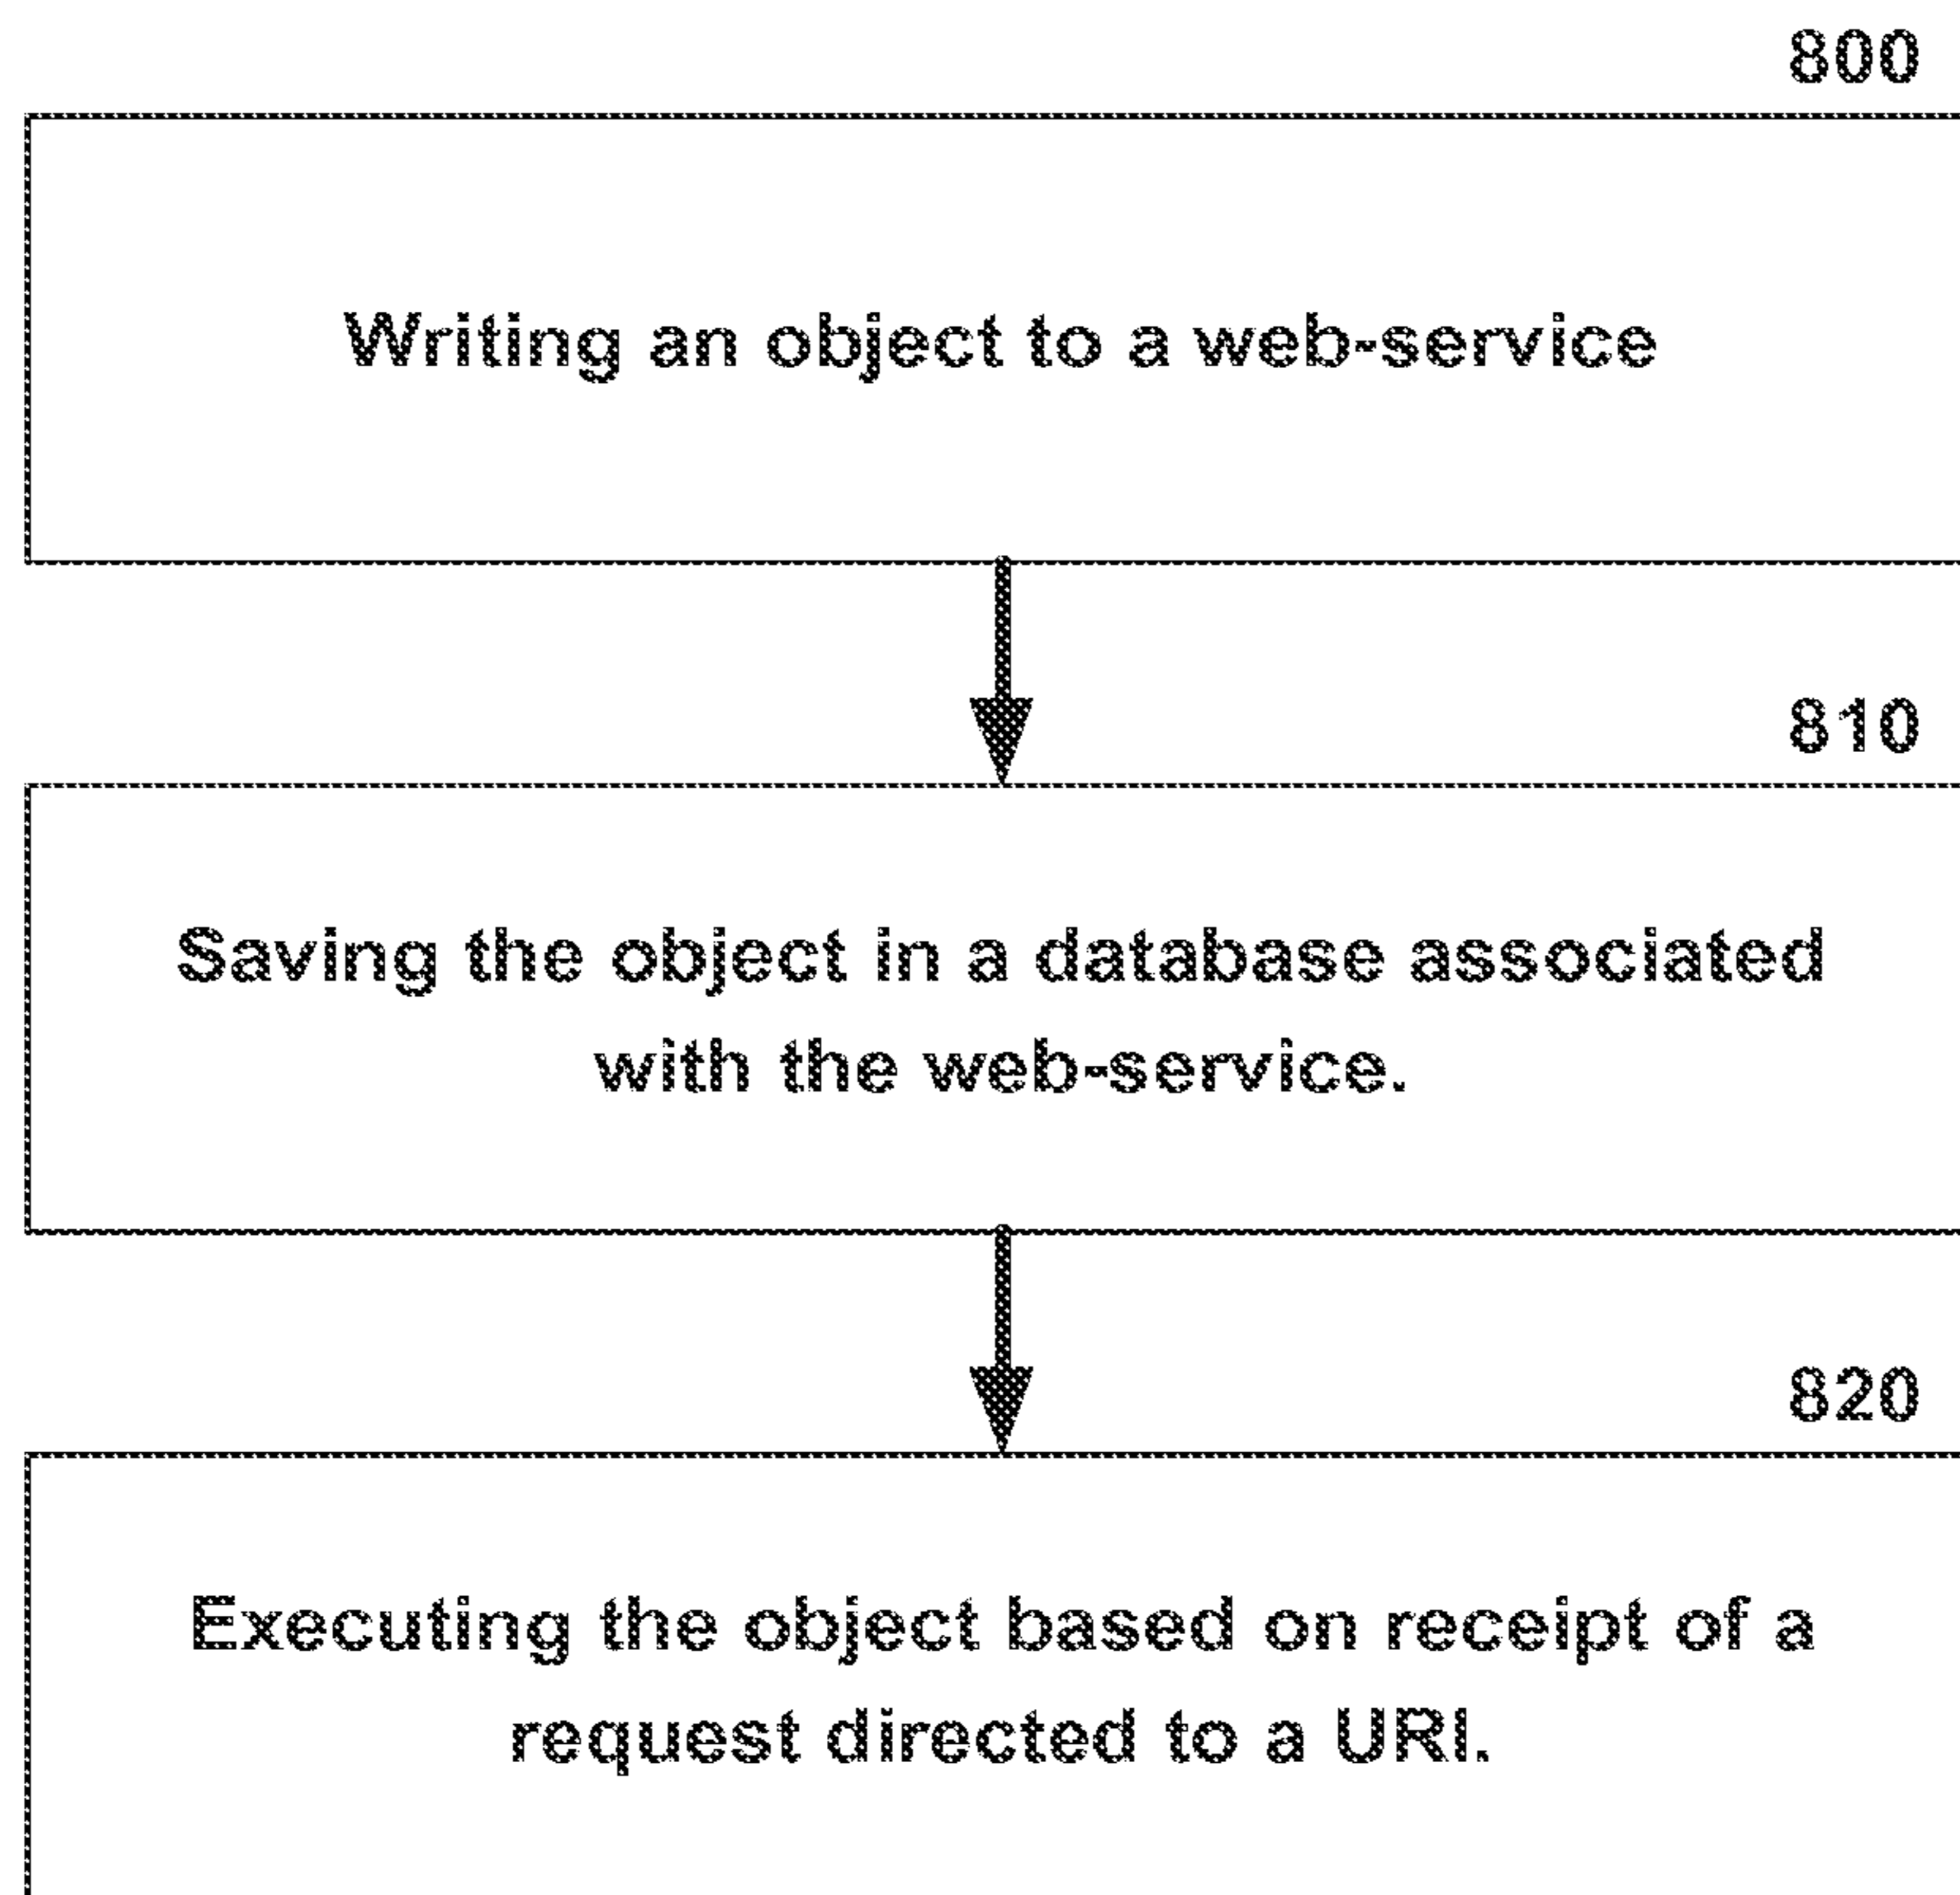 800
Writing an object to a web-service
810
Saving the object in a database associated
with the web-service.
820
Executing the object based on receipt of a
request directed to a URI.